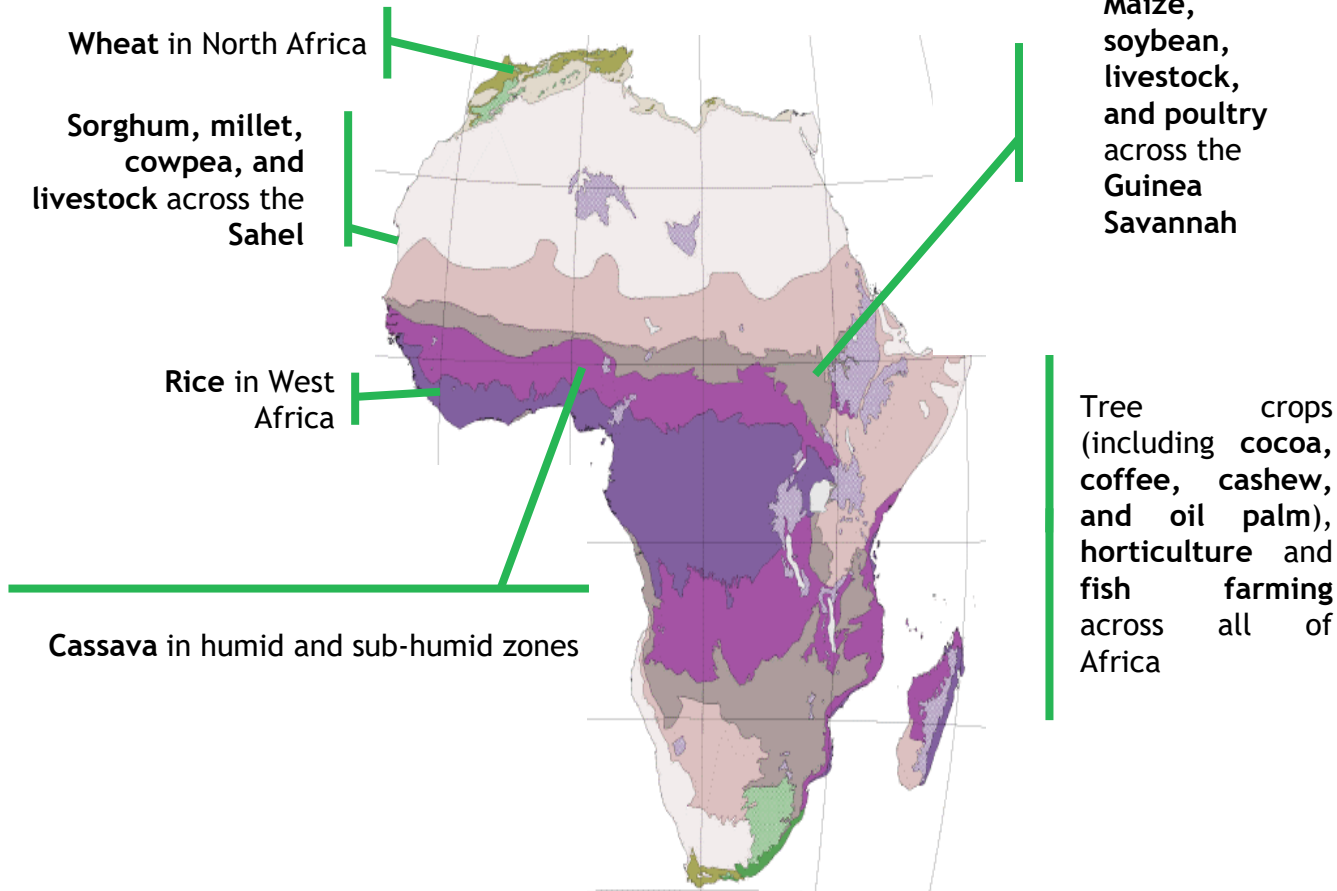 Wheat in North Africa
Sorghum, millet,
cowpea, and
livestock across the
Sahel
Rice in West
Africa
Cassava in humid and sub-humid zones
Maize,
soybean,
livestock,
and poultry
across the
Guinea
Savannah
Tree crops
(including cocoa,
coffee, cashew,
and oil palm),
horticulture and
fish farming
across all of
Africa